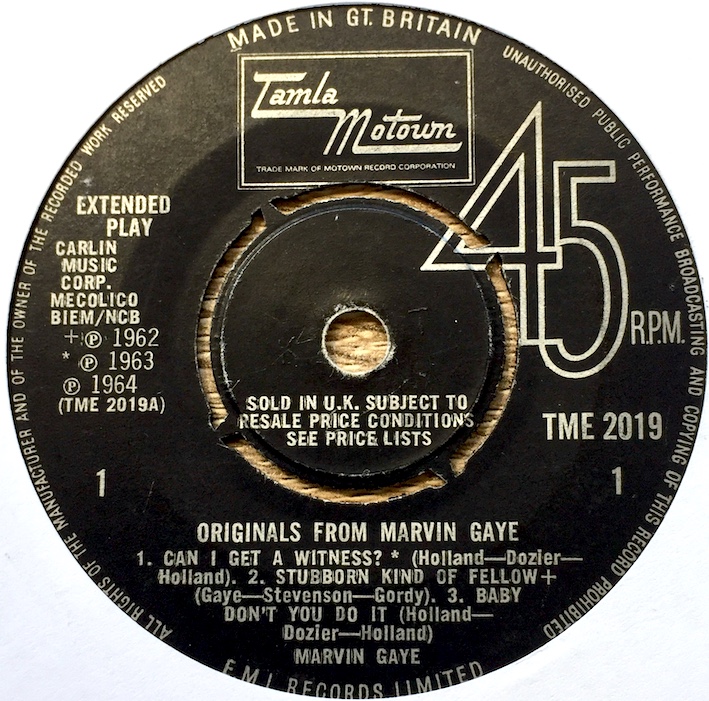 MADE IN GT. BRITAIN
UNAUTHORISED PUBLIC PERFORMANCE BROADCASTING AND COPYING OF THIS RECORD PROHIBITED
ALL RIGHTS OF THE MANUFACTURER AND OF THE OWNER OF THE RECORDED WORK RESERVED
Tamla
Motown
TRADE MARK OF MOTOWN RECORD CORPORATION
45
R.P.M.
EXTENDED
PLAY
CARLIN
MUSIC
CORP.
MECOLICO
BIEM/NCB
+ ℗ 1962
* ℗ 1963
℗ 1964
(TME 2019A)
SOLD IN U.K. SUBJECT TO
RESALE PRICE CONDITIONS
SEE PRICE LISTS
TME 2019
1
1
ORIGINALS FROM MARVIN GAYE
1. CAN I GET A WITNESS? * (Holland—Dozier—
Holland). 2. STUBBORN KIND OF FELLOW+
(Gaye—Stevenson—Gordy). 3. BABY
DON'T YOU DO IT (Holland—
Dozier—Holland)
MARVIN GAYE
E.M.I. RECORDS LIMITED